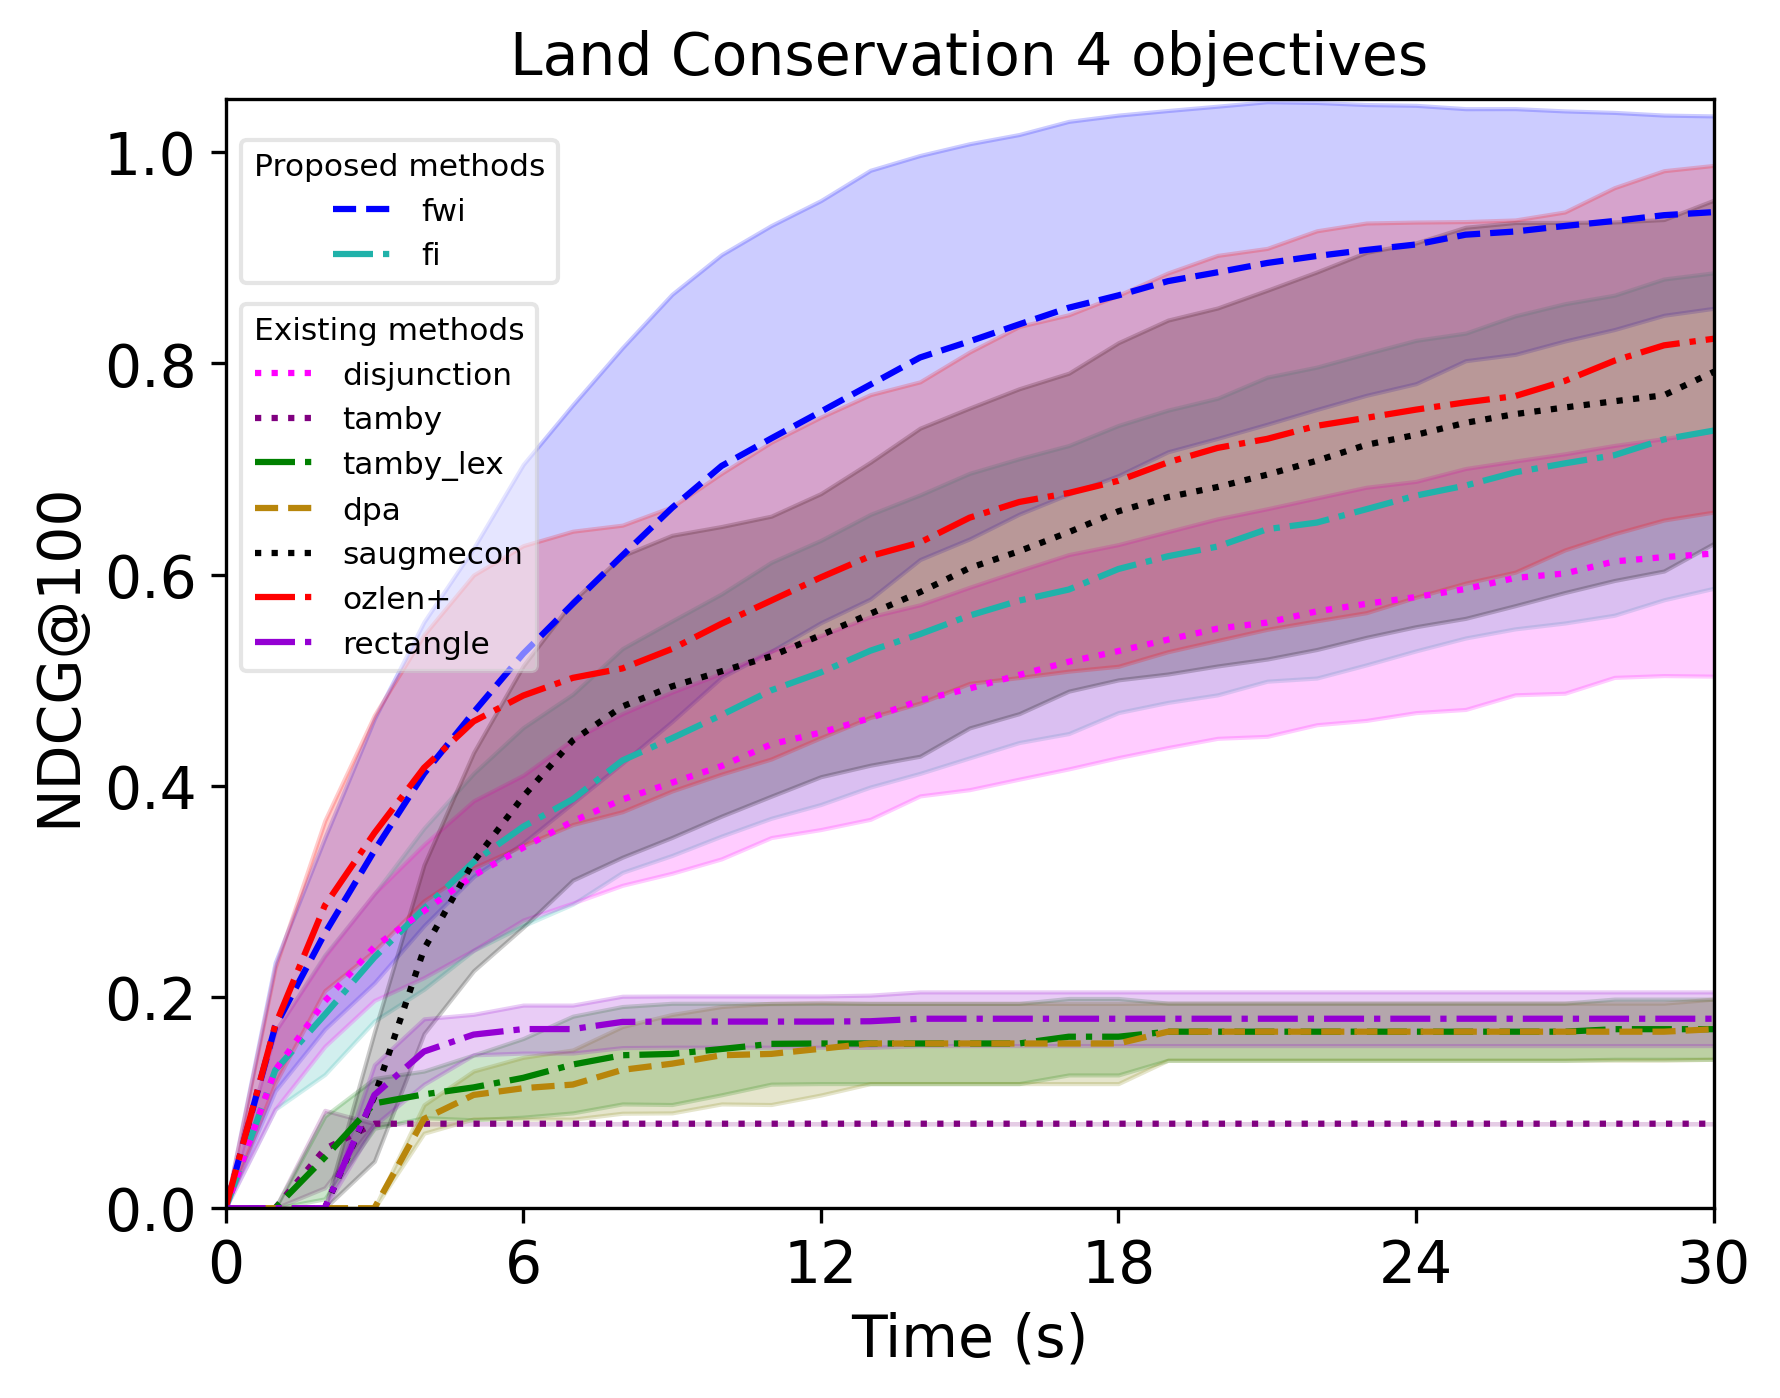 Land Conservation 4 objectives
NDCG@100
1.0
0.8
0.6
0.4
0.2
0.0
Proposed methods
fwi
fi
Existing methods
disjunction
tamby
tamby_lex
dpa
saugmecon
ozlen+
rectangle
0 6 12 18 24 30
Time (s)